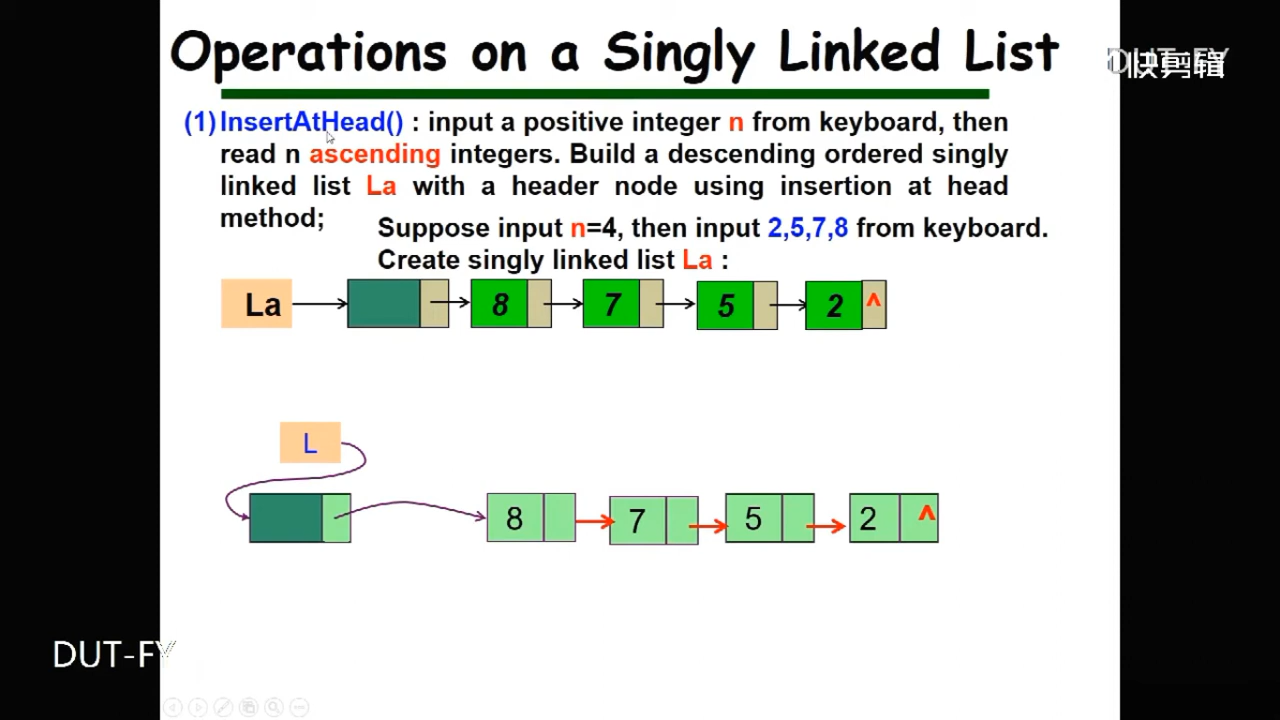 Operations on a Singly Linked List
(1) InsertAtHead() : input a positive integer n from keyboard, then
read n ascending integers. Build a descending ordered singly
linked list La with a header node using insertion at head
method;
Suppose input n=4, then input 2,5,7,8 from keyboard.
Create singly linked list La :
La 8 7 5 2 ^
L
8 7 5 2 ^
DUT-FY